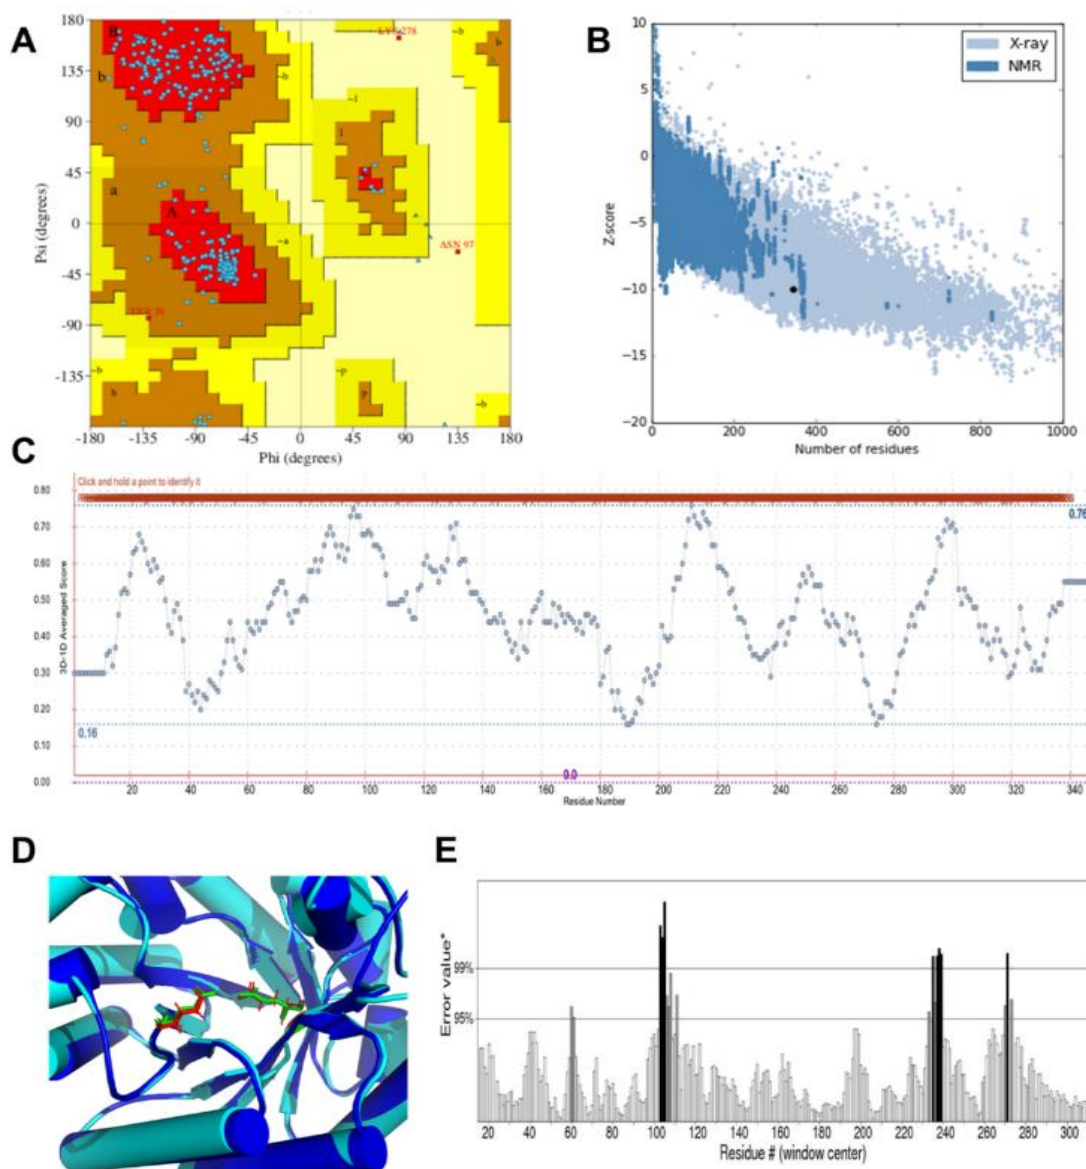 A
180
135
90
45
0
-45
-90
-135
-180
-135
-90
-45
0
45
90
135
180
Psi (degrees)
Phi (degrees)
B
b
a
A
l
~l
~b
~b
b
~a
~b
b
~p
p
~b
LYS 278
ASN 97
B
10
5
0
−5
−10
−15
−20
Z-score
X-ray
NMR
0
200
400
600
800
1000
Number of residues
C
Click and hold a point to identify it
0.80
0.70
0.60
0.50
0.40
0.30
0.20
0.10
0.00
3D-1D Averaged Score
0.76
0.16
0.0
20
40
60
80
100
120
140
160
180
200
220
240
260
280
300
320
340
Residue Number
D
E
Error value*
99%
95%
20
40
60
80
100
120
140
160
180
200
220
240
260
280
300
Residue # (window center)